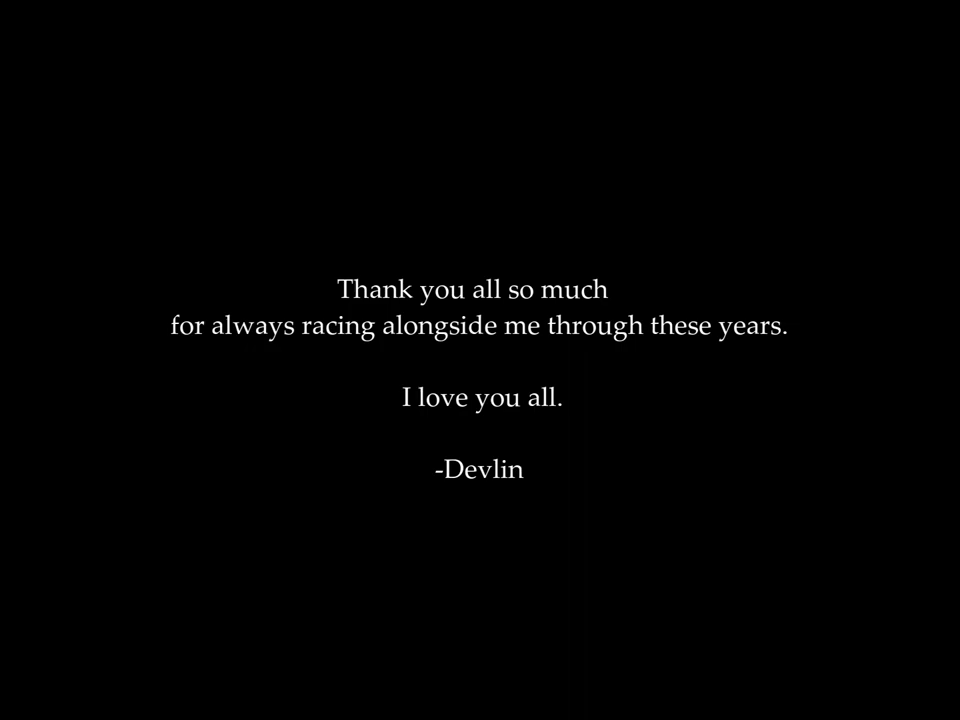 Thank you all so much
for always racing alongside me through these years.
I love you all.
-Devlin